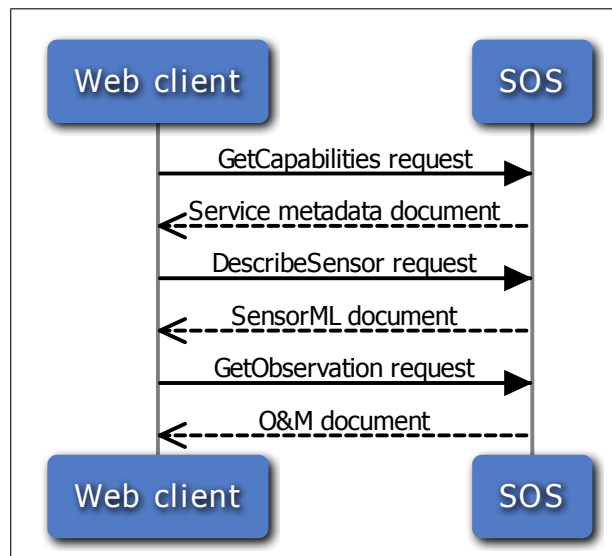 Web client
SOS
GetCapabilities request
Service metadata document
DescribeSensor request
SensorML document
GetObservation request
O&M document
Web client
SOS